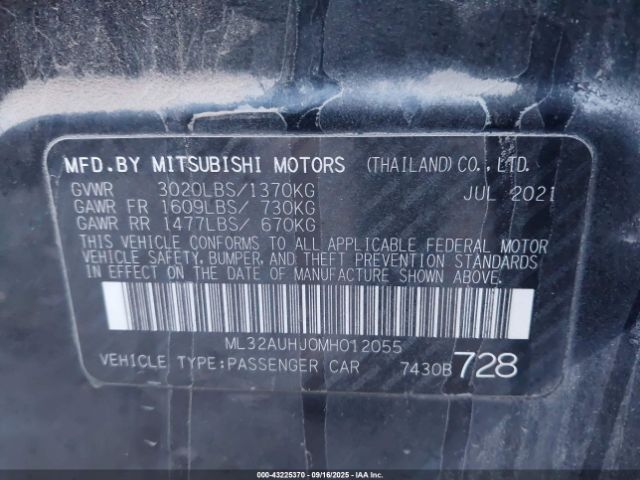 MFD.BY MITSUBISHI MOTORS (THAILAND) CO., LTD.
GVWR 3020LBS/1370KG JUL 2021
GAWR FR 1609LBS/ 730KG
GAWR RR 1477LBS/ 670KG
THIS VEHICLE CONFORMS TO ALL APPLICABLE FEDERAL MOTOR
VEHICLE SAFETY, BUMPER, AND THEFT PREVENTION STANDARDS
IN EFFECT ON THE DATE OF MANUFACTURE SHOWN ABOVE.
ML32AUHJ0MH012055
VEHICLE TYPE:PASSENGER CAR 7430B 728
000-43225370 - 09/16/2025 - IAA Inc.